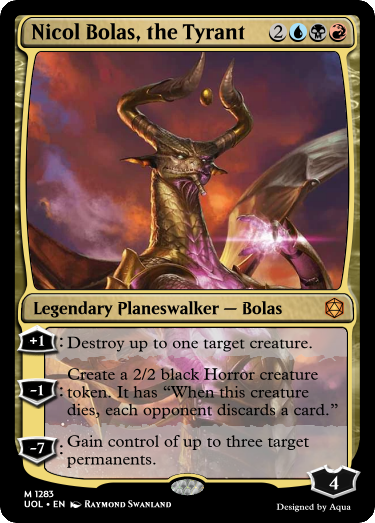 Nicol Bolas, the Tyrant 2
Legendary Planeswalker — Bolas
+1: Destroy up to one target creature.
Create a 2/2 black Horror creature
-1: token. It has “When this creature
dies, each opponent discards a card.”
-7: Gain control of up to three target
permanents.
4
M 1283
UOL • EN Raymond Swanland
Designed by Aqua